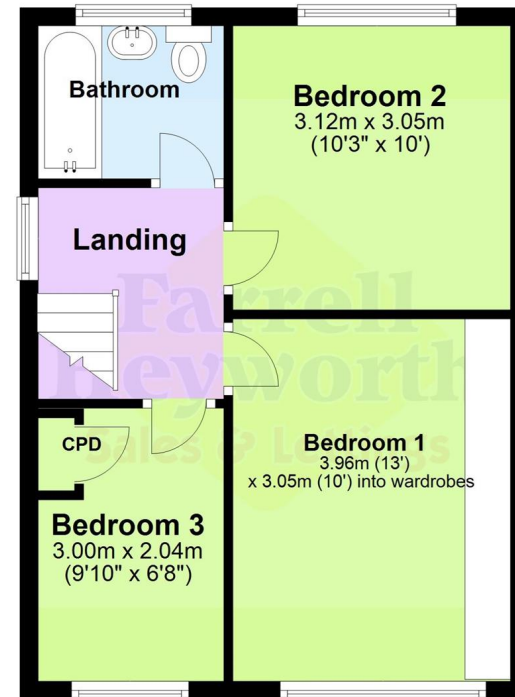 Bathroom
Bedroom 2
3.12m x 3.05m
(10'3" x 10')
Landing
Farrell
Heyworth
Sales & Lettings
CPD
Bedroom 1
3.96m (13')
x 3.05m (10') into wardrobes
Bedroom 3
3.00m x 2.04m
(9'10" x 6'8")